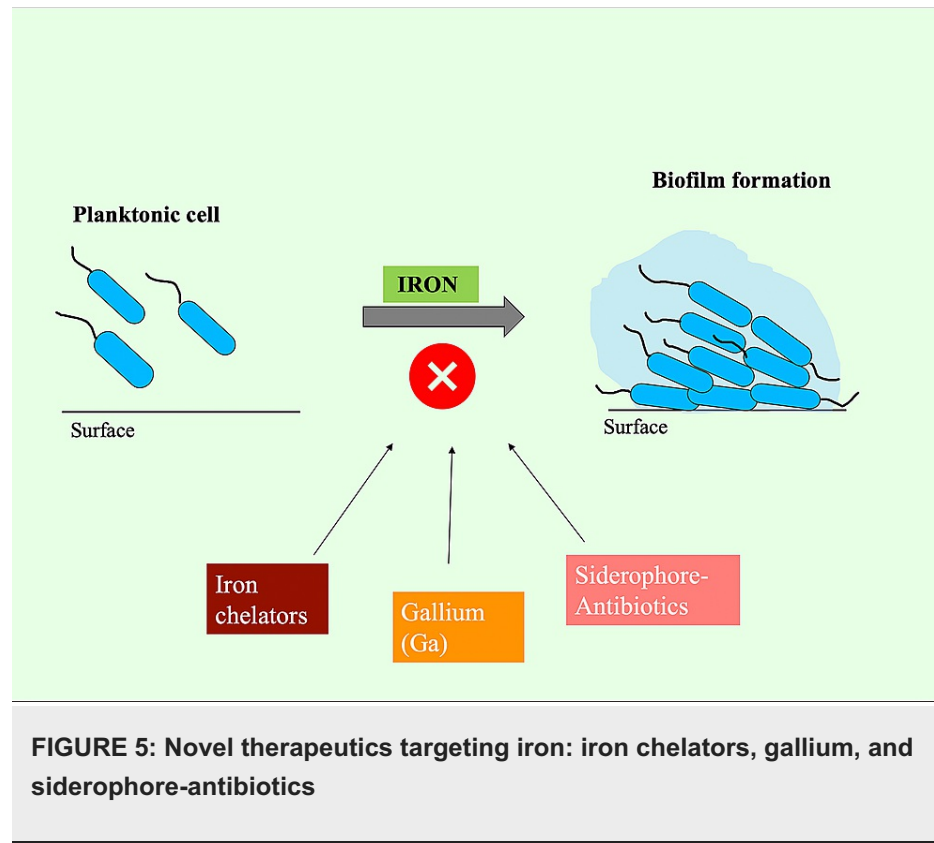 Biofilm formation
Planktonic cell
IRON
Surface
Surface
Iron
chelators
Gallium
(Ga)
Siderophore-
Antibiotics
FIGURE 5: Novel therapeutics targeting iron: iron chelators, gallium, and
siderophore-antibiotics